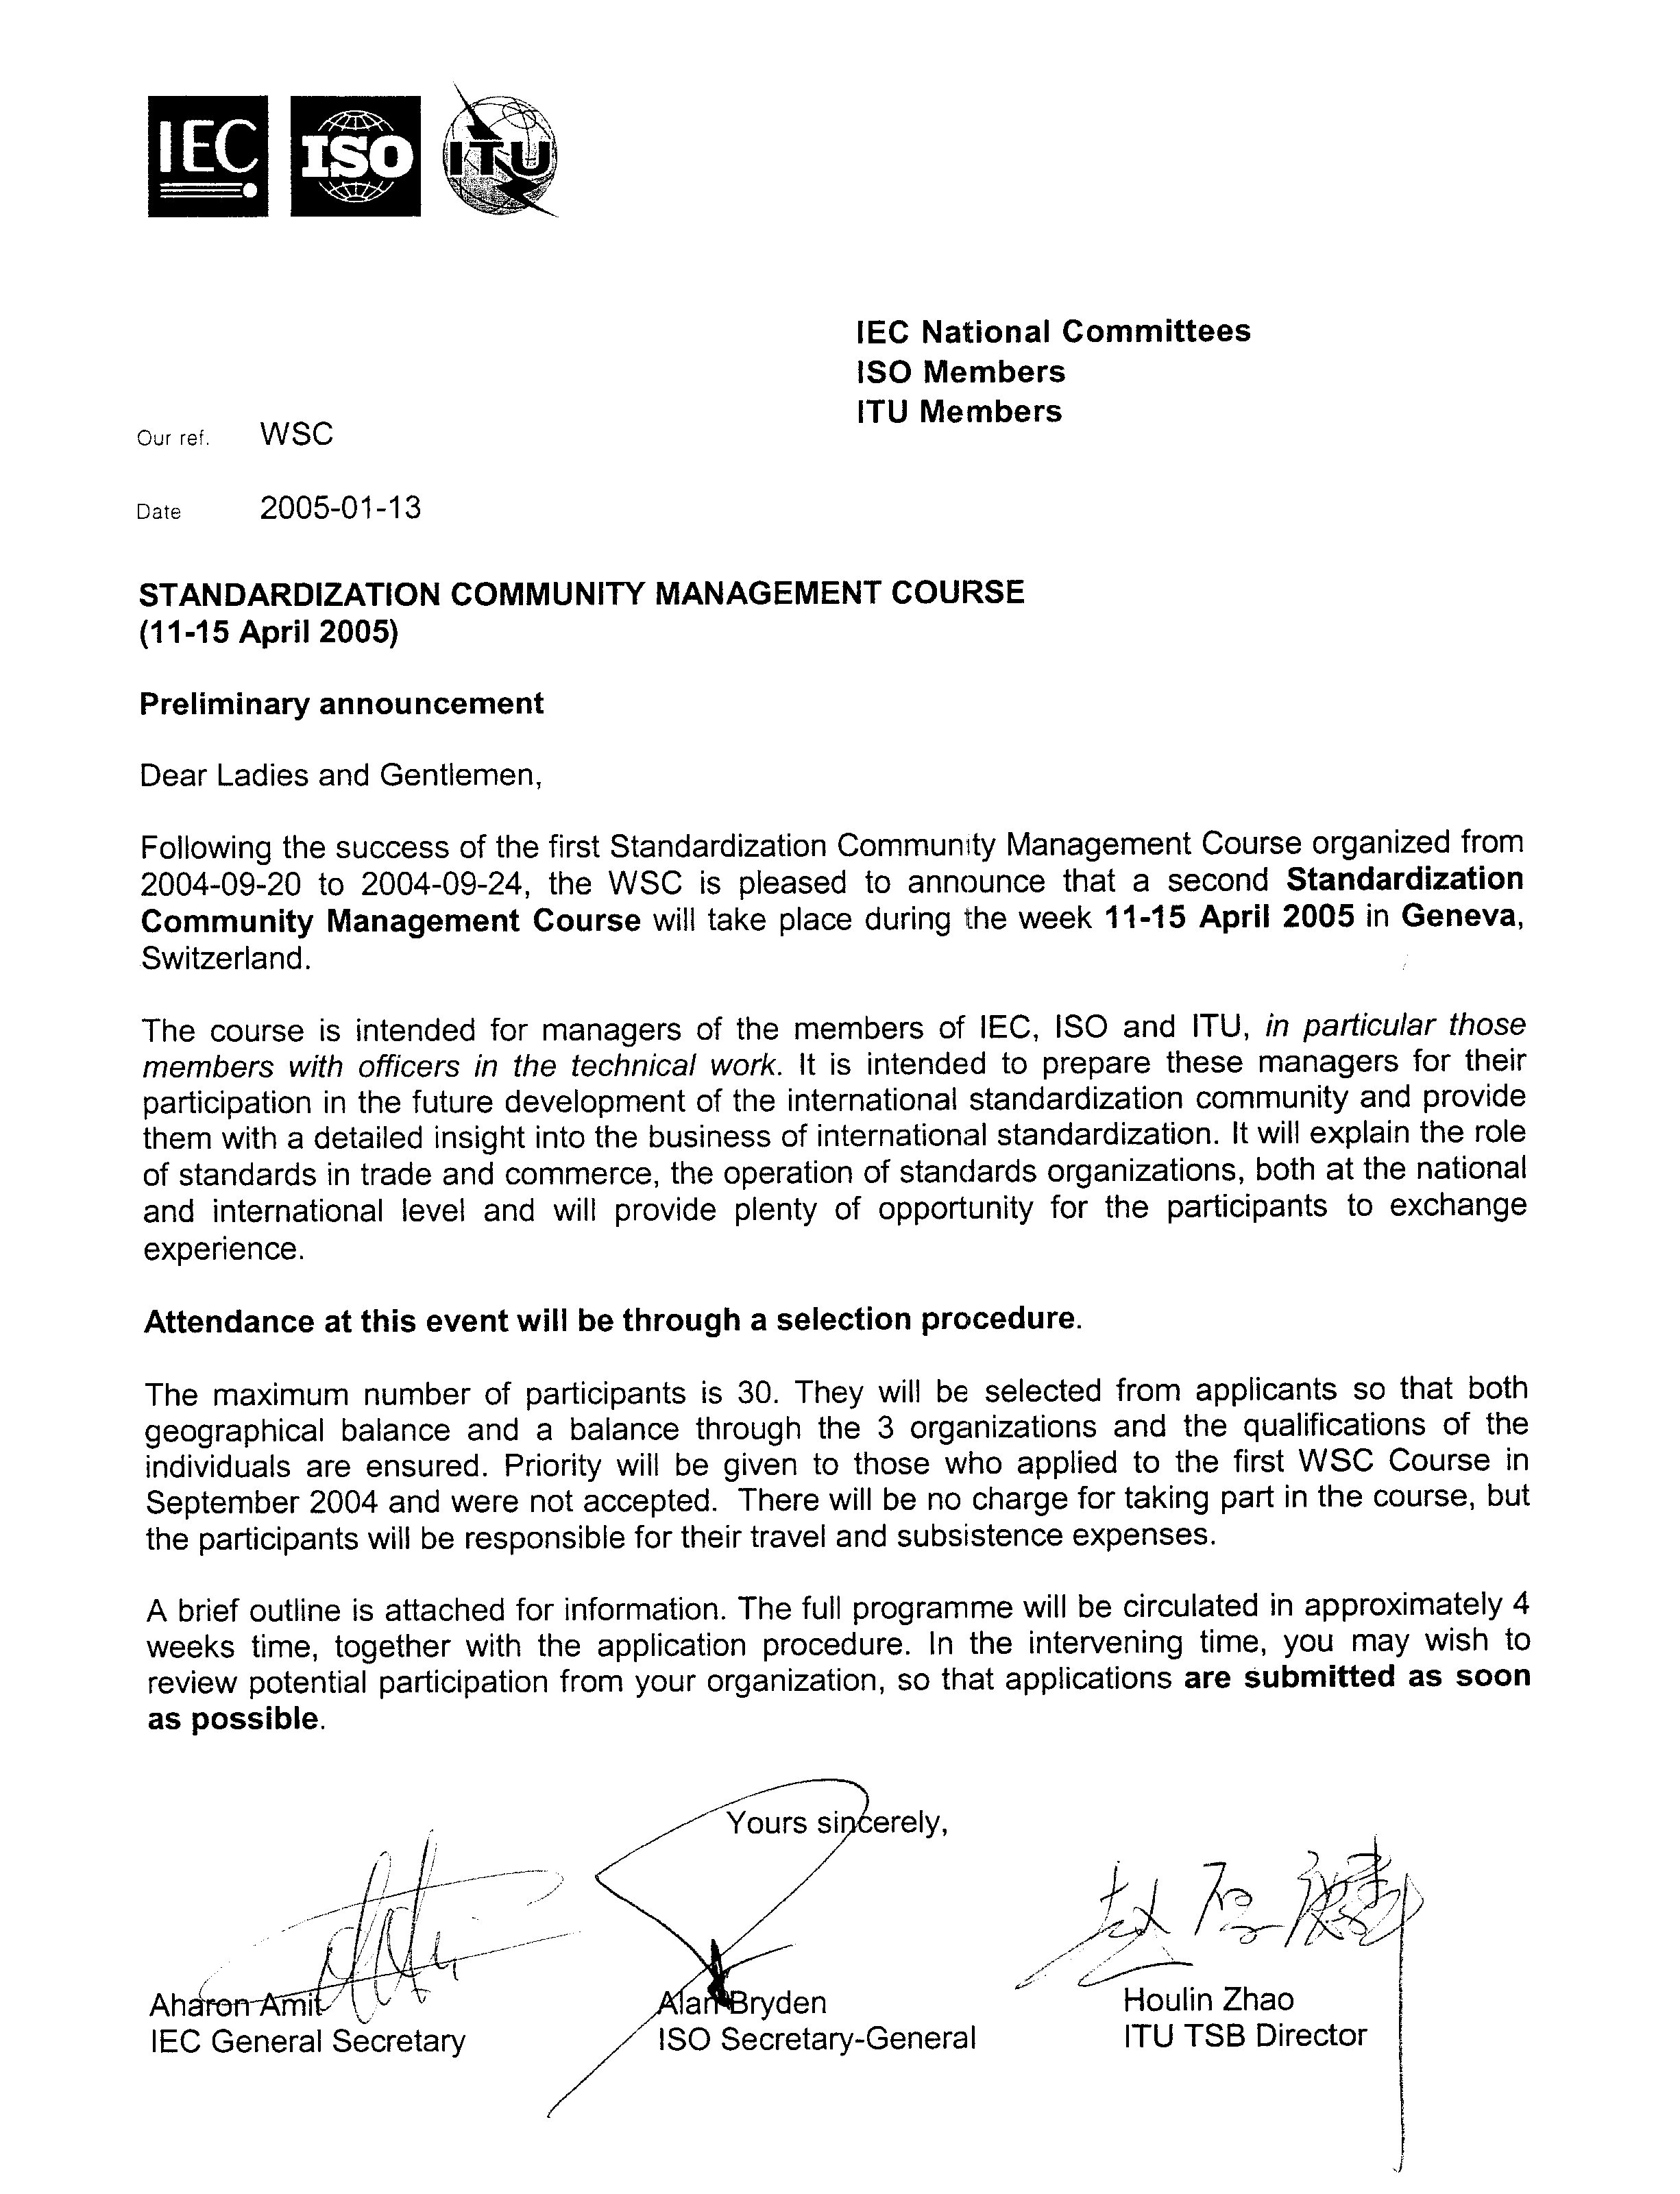 IEC ISO ITU
IEC National Committees
ISO Members
ITU Members
Our ref. WSC
Date 2005-01-13
STANDARDIZATION COMMUNITY MANAGEMENT COURSE
(11-15 April 2005)
Preliminary announcement
Dear Ladies and Gentlemen,
Following the success of the first Standardization Community Management Course organized from
2004-09-20 to 2004-09-24, the WSC is pleased to announce that a second Standardization
Community Management Course will take place during the week 11-15 April 2005 in Geneva,
Switzerland.
The course is intended for managers of the members of IEC, ISO and ITU, in particular those
members with officers in the technical work. It is intended to prepare these managers for their
participation in the future development of the international standardization community and provide
them with a detailed insight into the business of international standardization. It will explain the role
of standards in trade and commerce, the operation of standards organizations, both at the national
and international level and will provide plenty of opportunity for the participants to exchange
experience.
Attendance at this event will be through a selection procedure.
The maximum number of participants is 30. They will be selected from applicants so that both
geographical balance and a balance through the 3 organizations and the qualifications of the
individuals are ensured. Priority will be given to those who applied to the first WSC Course in
September 2004 and were not accepted. There will be no charge for taking part in the course, but
the participants will be responsible for their travel and subsistence expenses.
A brief outline is attached for information. The full programme will be circulated in approximately 4
weeks time, together with the application procedure. In the intervening time, you may wish to
review potential participation from your organization, so that applications are submitted as soon
as possible.
Yours sincerely,
赵厚麟
Aharon Amit
IEC General Secretary
Alan Bryden
ISO Secretary-General
Houlin Zhao
ITU TSB Director